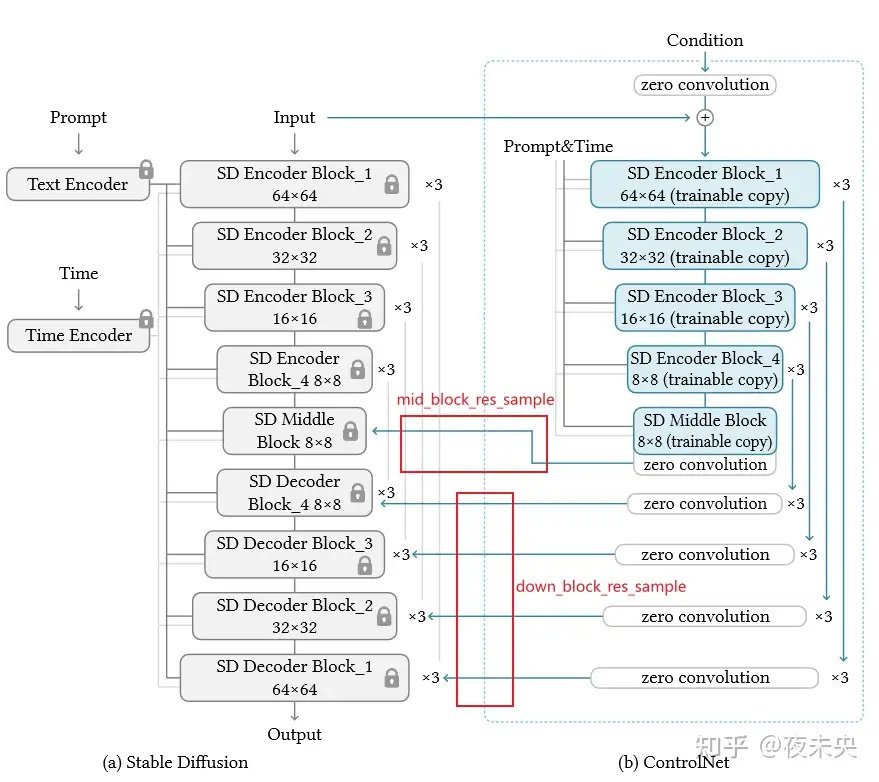 Condition
zero convolution
Prompt
Input
+
Prompt&Time
Text Encoder
SD Encoder Block_1
64×64
×3
SD Encoder Block_1
64×64 (trainable copy)
×3
SD Encoder Block_2
32×32
×3
SD Encoder Block_2
32×32 (trainable copy)
×3
Time
SD Encoder Block_3
16×16
×3
SD Encoder Block_3
16×16 (trainable copy)
×3
Time Encoder
SD Encoder
Block_4 8×8
×3
SD Encoder Block_4
8×8 (trainable copy)
×3
mid_block_res_sample
SD Middle
Block 8×8
SD Middle Block
8×8 (trainable copy)
zero convolution
SD Decoder
Block_4 8×8
×3
zero convolution
×3
SD Decoder Block_3
16×16
×3
zero convolution
×3
down_block_res_sample
SD Decoder Block_2
32×32
×3
zero convolution
×3
SD Decoder Block_1
64×64
×3
zero convolution
×3
Output
(a) Stable Diffusion
(b) ControlNet
知乎 @夜未央